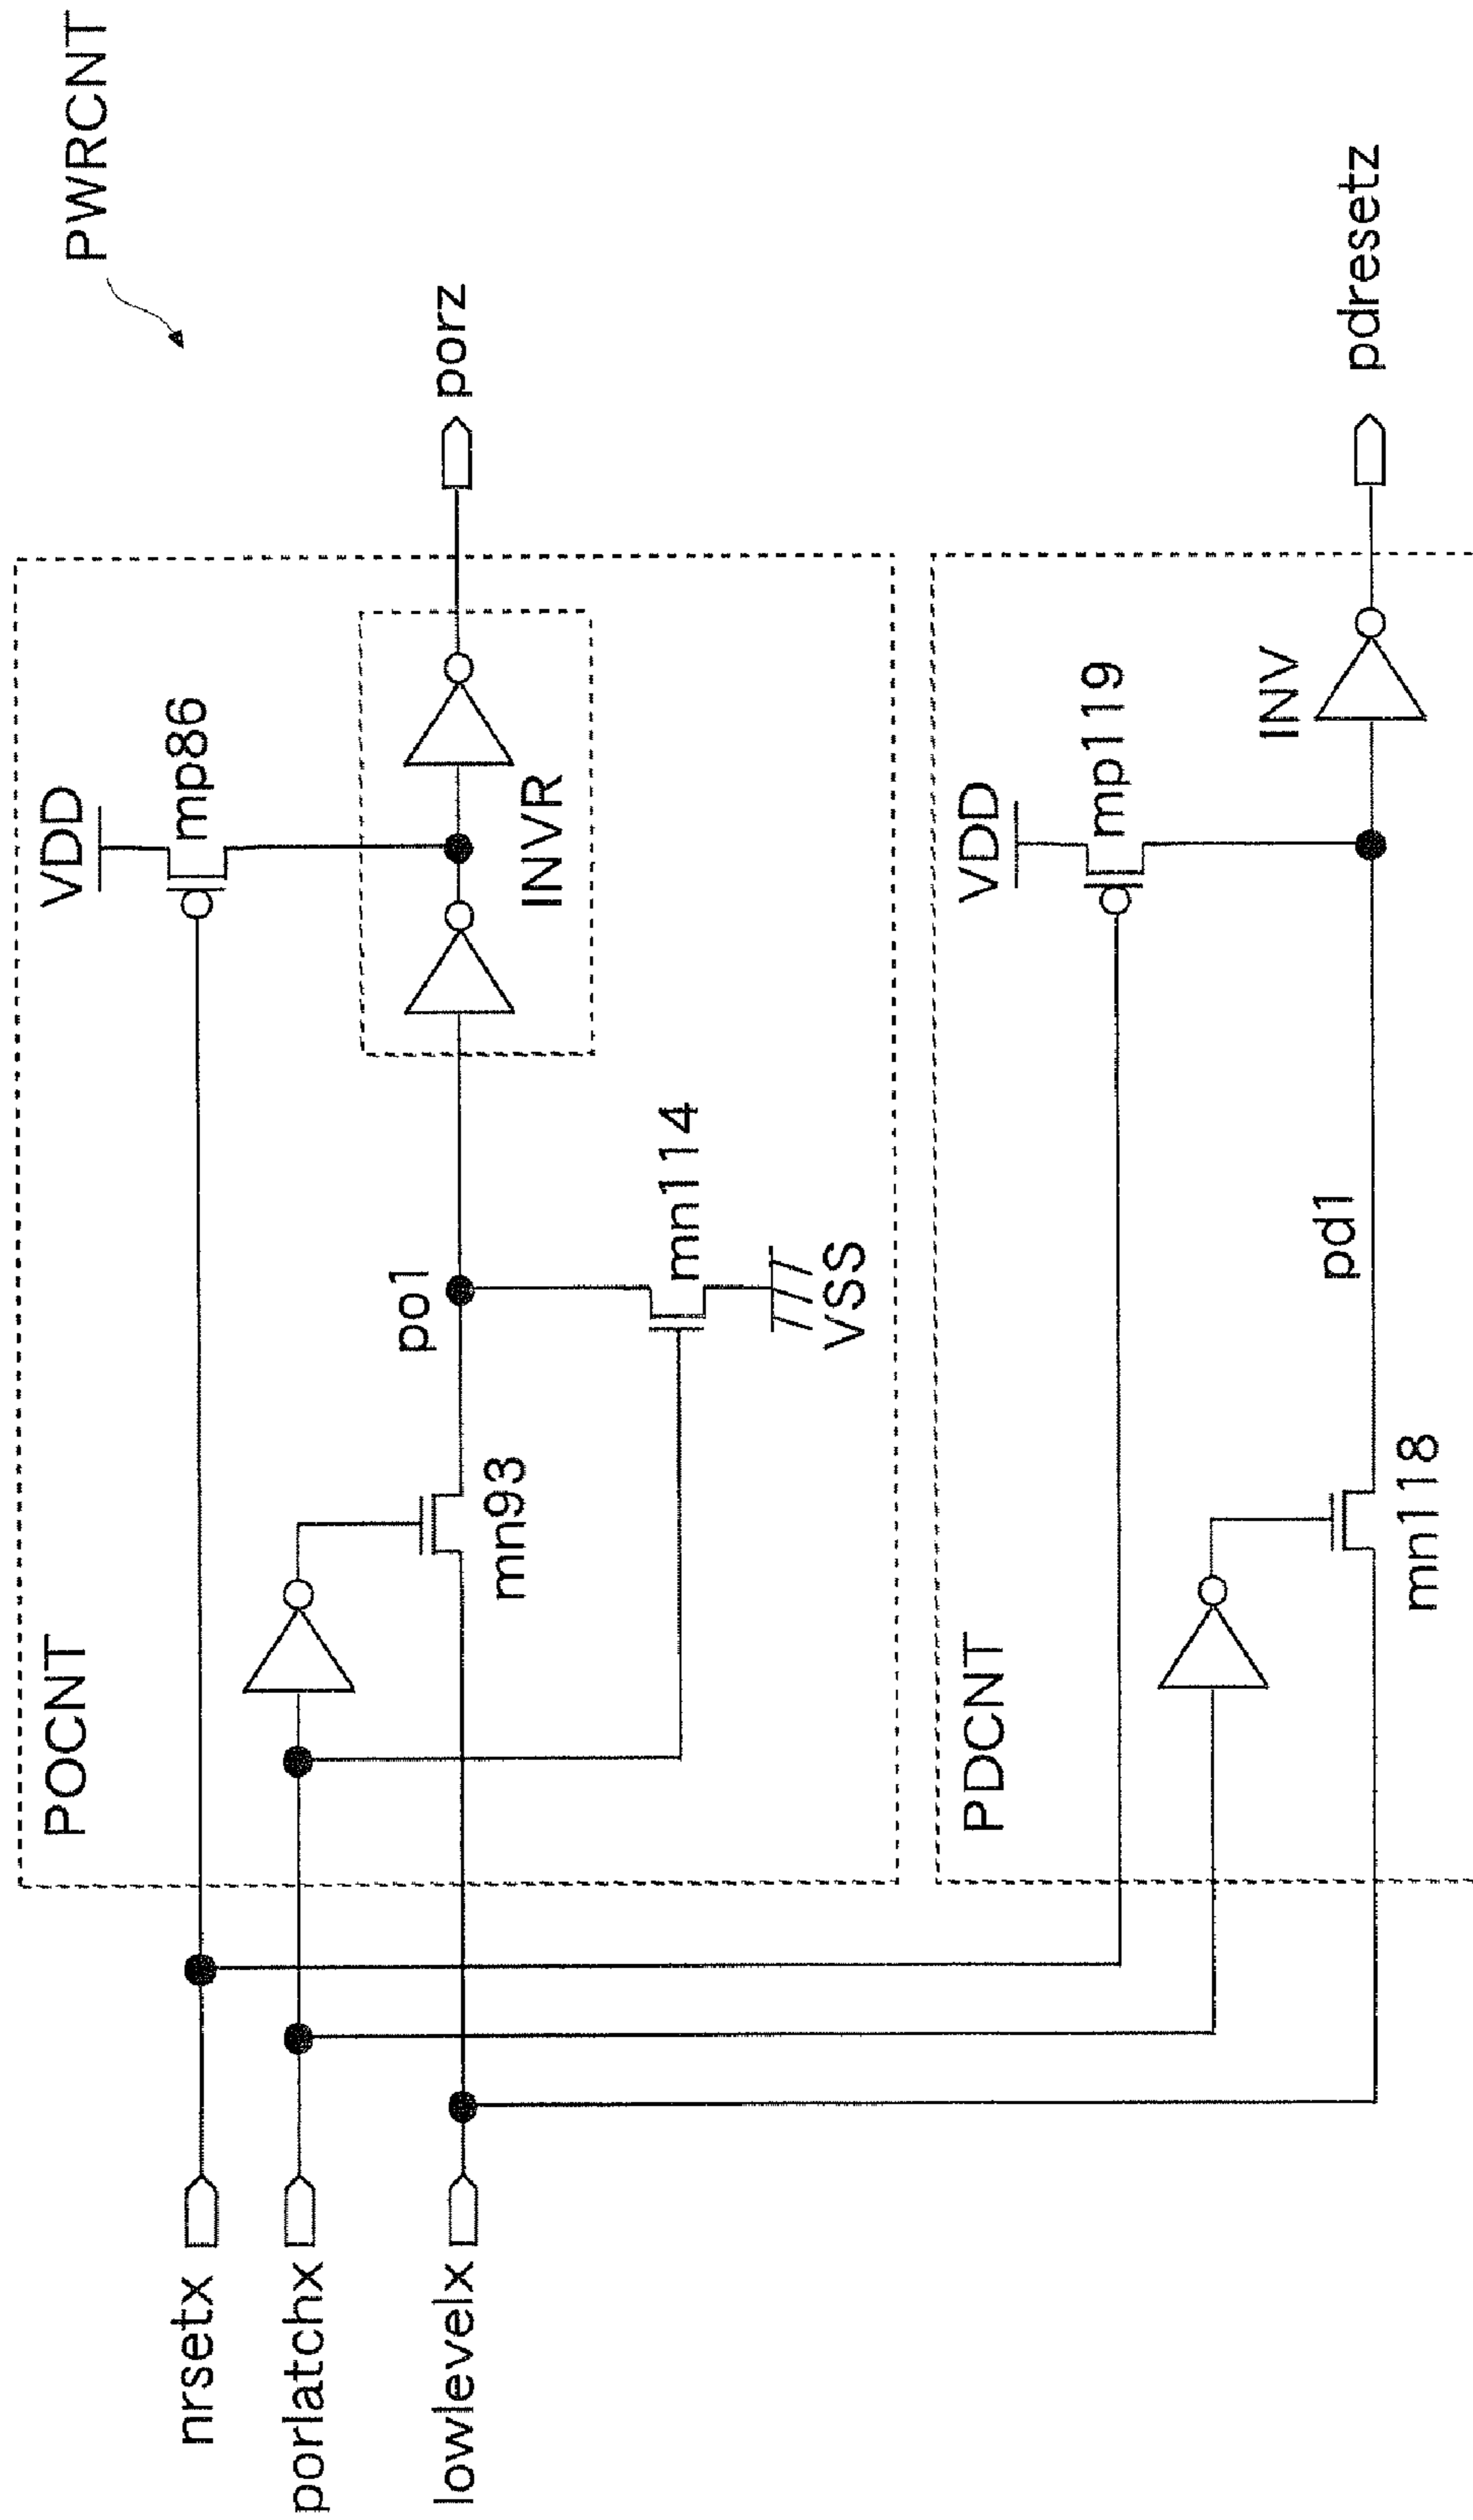 PWRCNT
POCNT
VDD
mp86
nrsetx
porlatchx
po1
porz
lowlevelx
mn93
INVR
mn114
VSS
PDCNT
VDD
mp119
INV
pd1
pdresetz
mn118